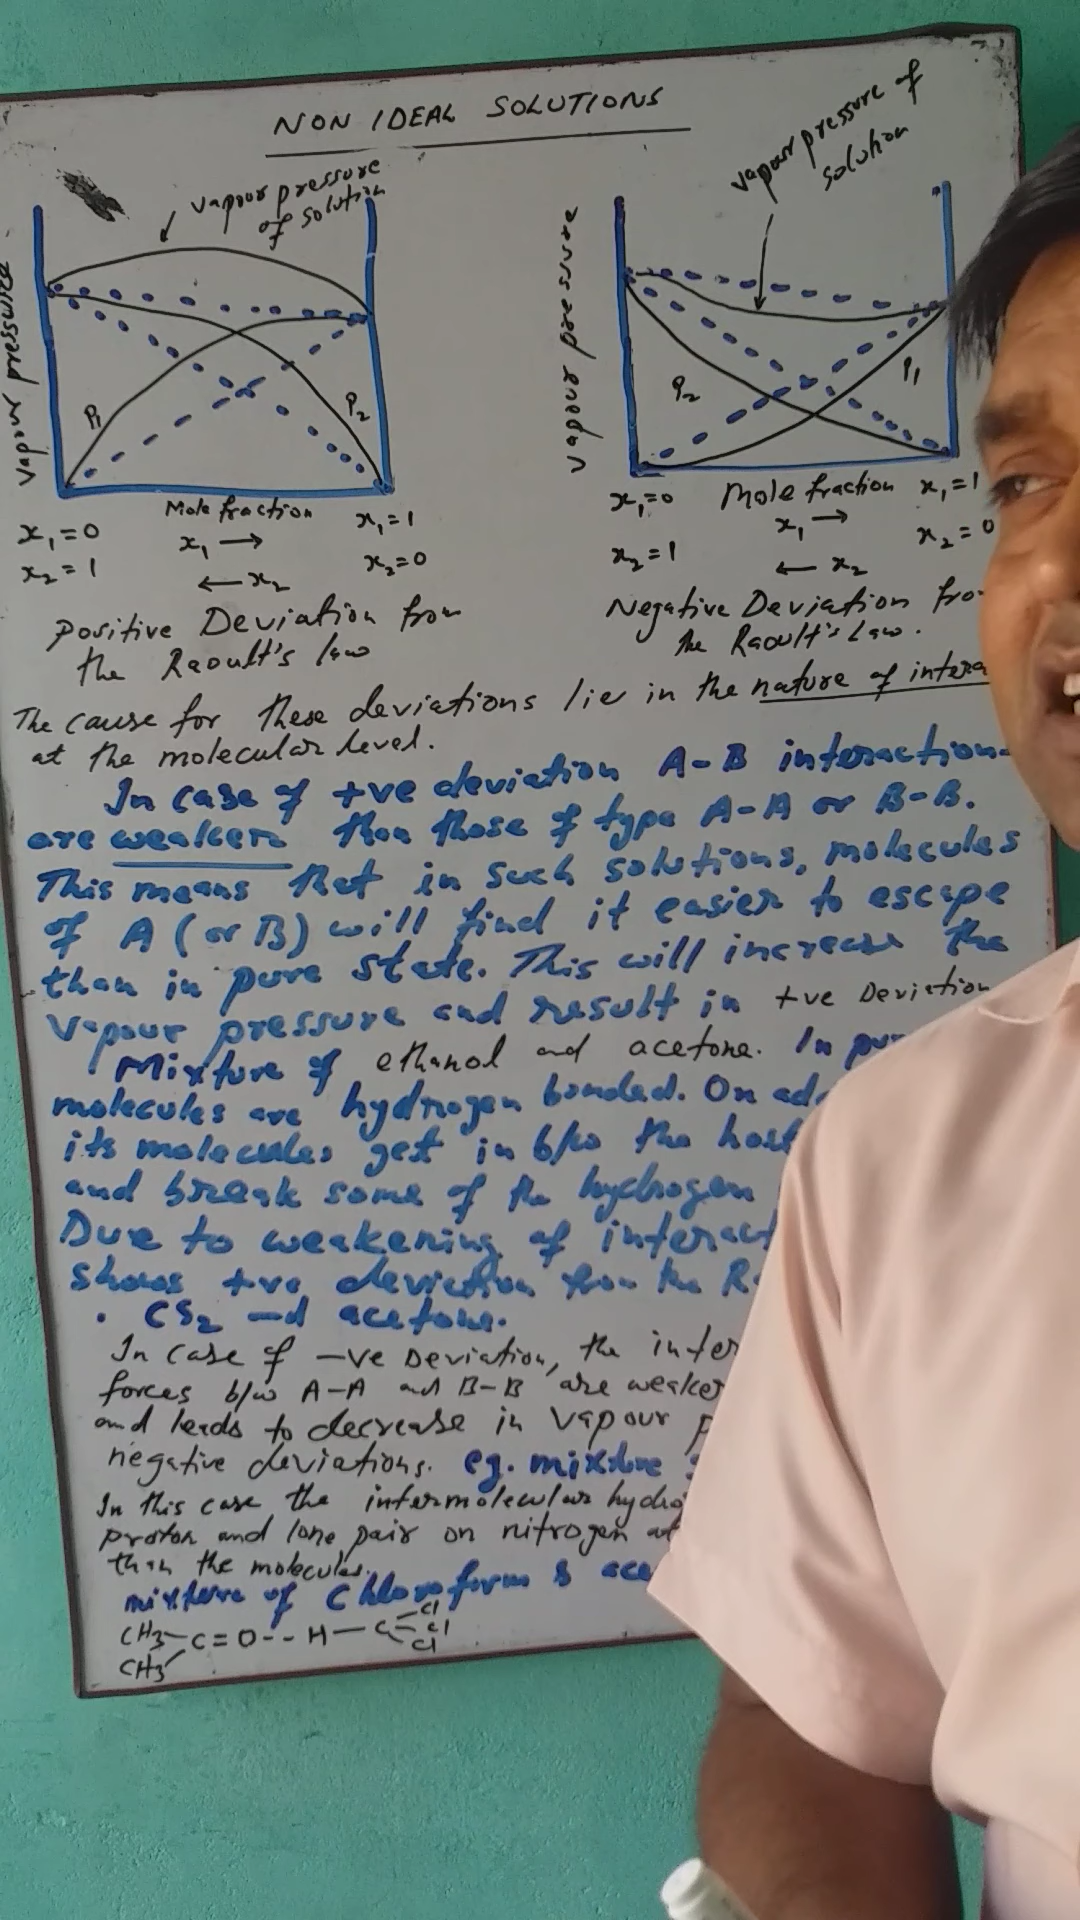 NON IDEAL SOLUTIONS
vapour pressure
of solution
vapour pressure
P1
P2
Mole fraction
x₁=0
x₁ →
x₁=1
x₂=1
← x₂
x₂=0
Positive Deviation from
the Raoult's law
vapour pressure of
solution
vapour pressure
P2
P1
x₁=0
Mole fraction
x₁=1
x₁ →
x₂=1
← x₂
x₂=0
Negative Deviation fro
the Raoult's Law.
The cause for these deviations lie in the nature of intera
at the molecular level.
In case of +ve deviation A-B interaction
are weaker than those of type A-A or B-B.
This means that in such solutions, molecules
of A (or B) will find it easier to escape
than in pure state. This will increase the
vapour pressure and result in +ve Deviation
Mixture of ethanol and acetone. In pur
molecules are hydrogen bonded. On ad
its molecules get in b/w the host
and break some of the hydrogen
Due to weakening of interact
shows +ve deviation from the R
. CS₂ and acetone.
In case of -ve Deviation, the inter
forces b/w A-A and B-B are weaker
and leads to decrease in vapour p
negative deviations. eg. mixture
In this case the intermolecular hydro
proton and lone pair on nitrogen at
than the molecules.
mixture of Chloroform & ace
CH3
C=O--H-C
Cl
Cl
Cl
CH3